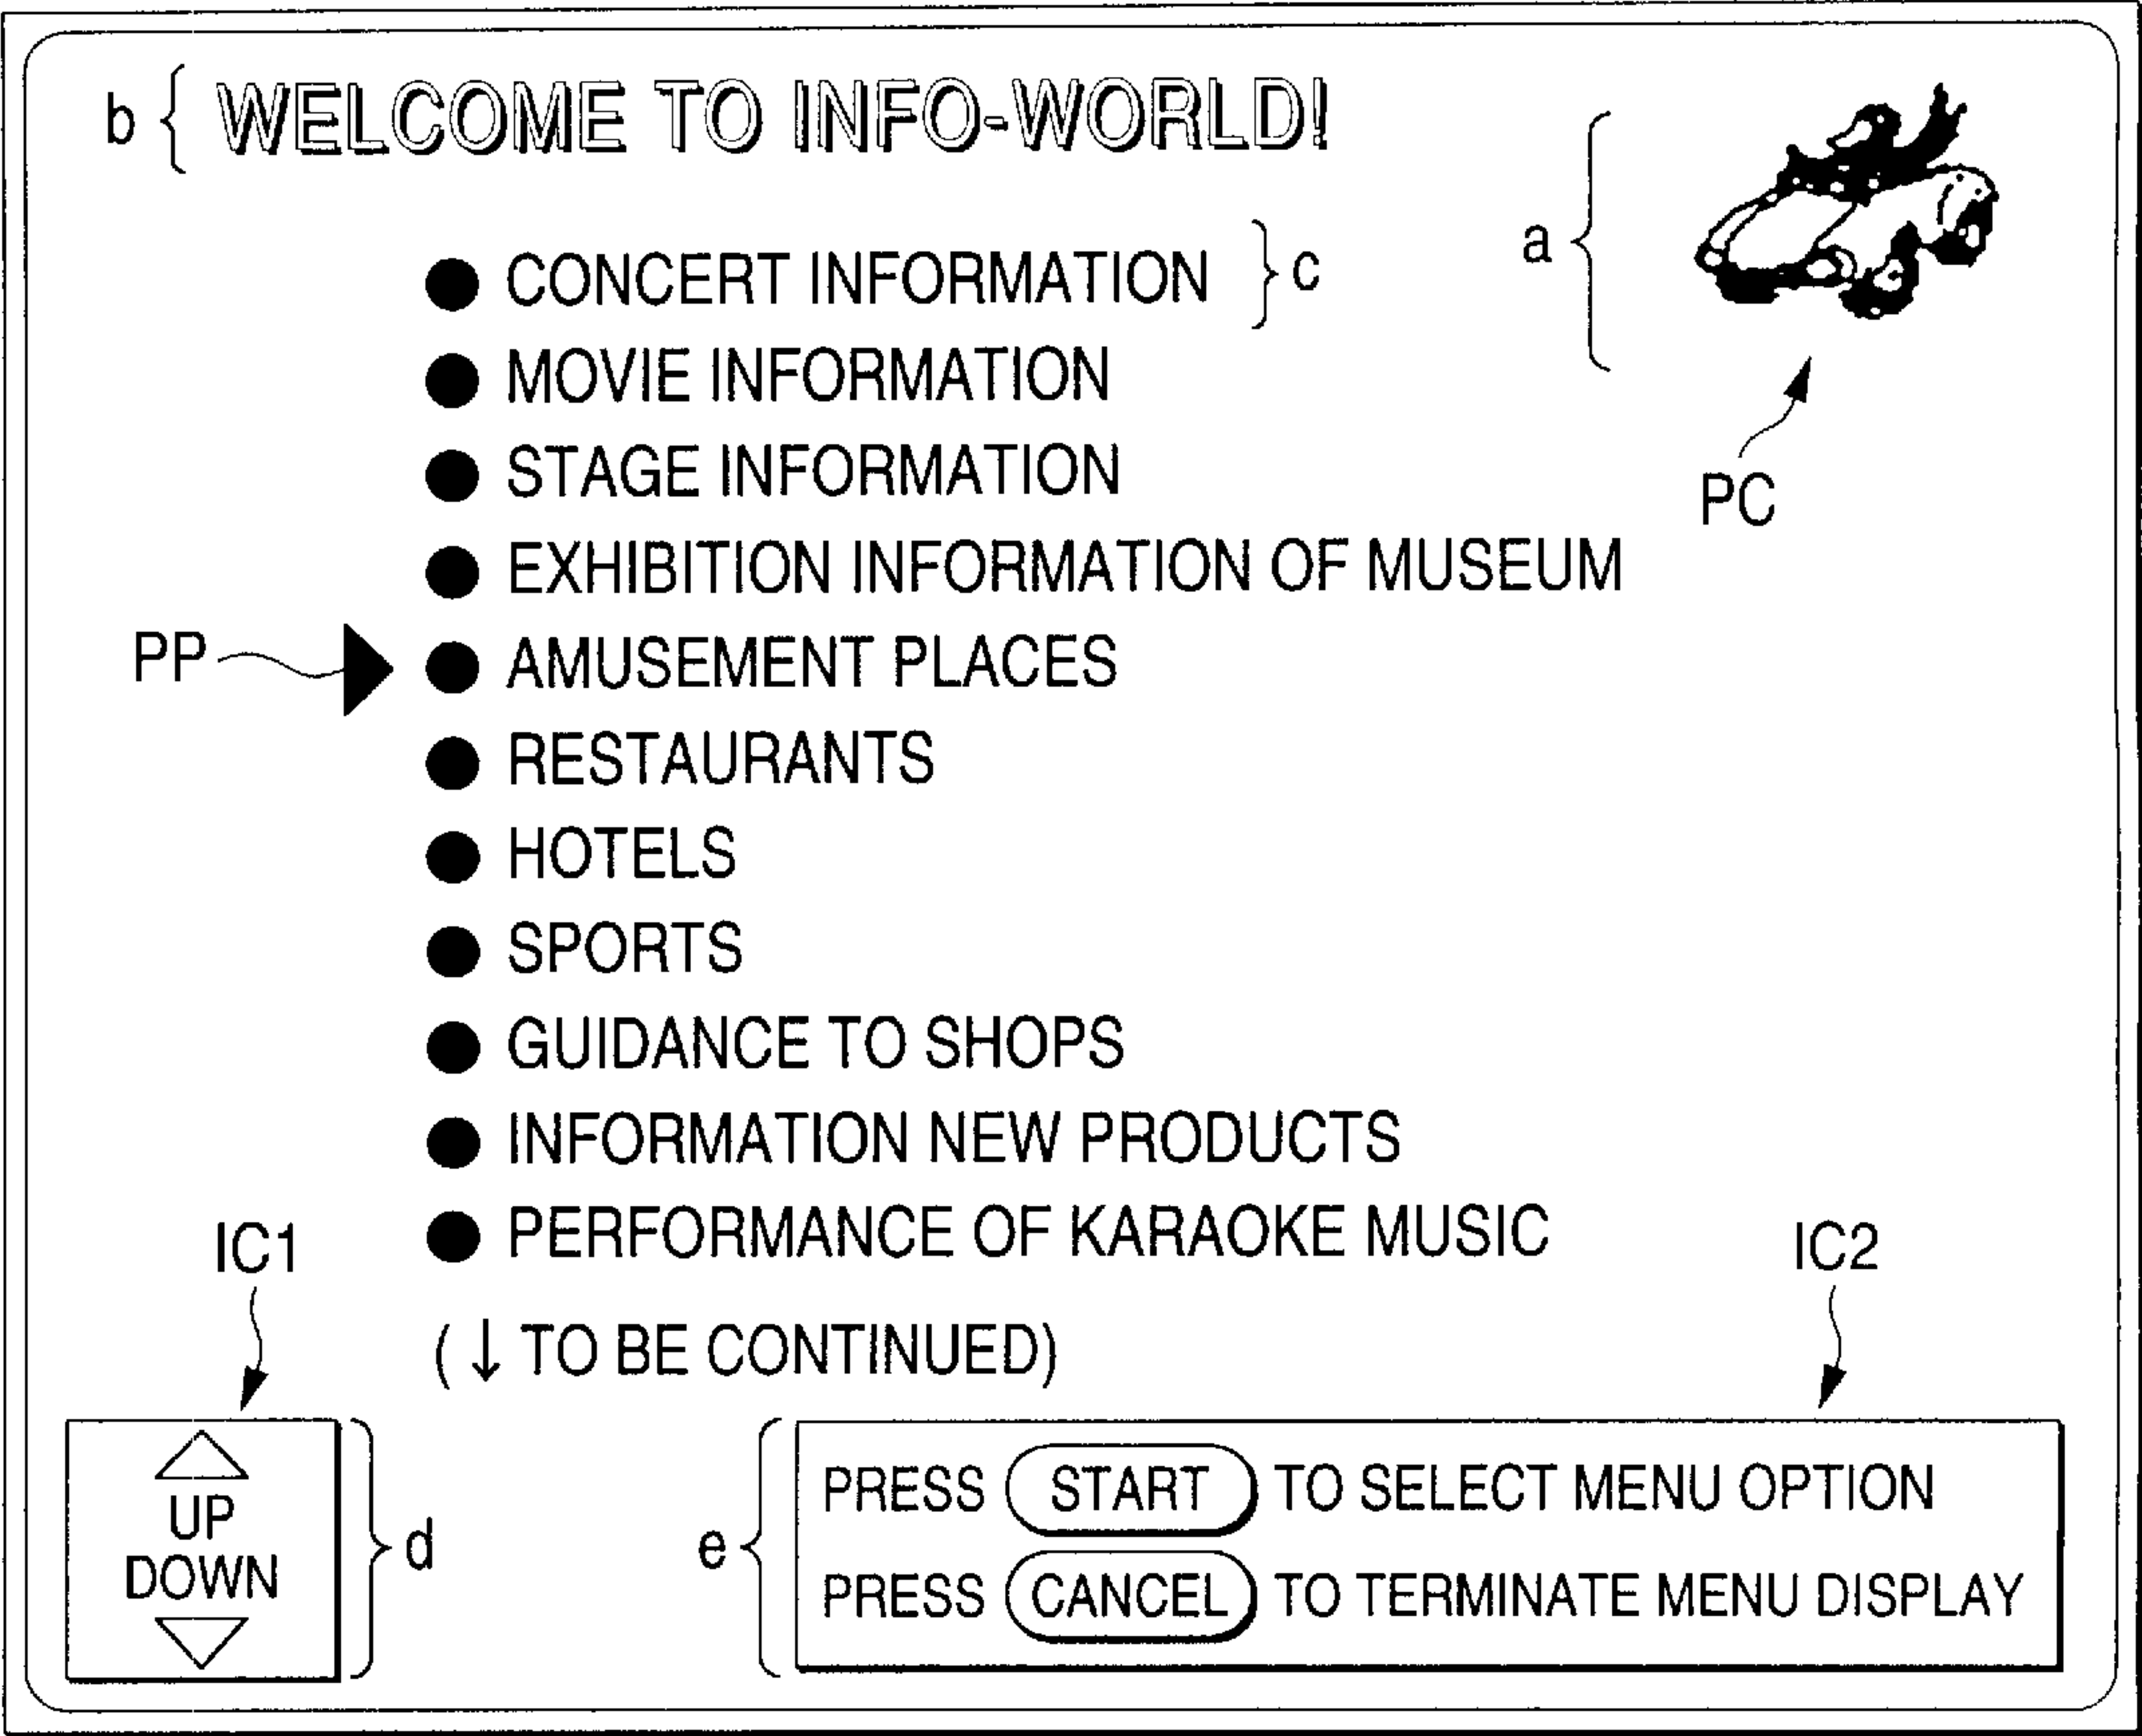 b { WELCOME TO INFO-WORLD!
a
● CONCERT INFORMATION } c
● MOVIE INFORMATION
● STAGE INFORMATION
PC
● EXHIBITION INFORMATION OF MUSEUM
PP ▶ ● AMUSEMENT PLACES
● RESTAURANTS
● HOTELS
● SPORTS
● GUIDANCE TO SHOPS
● INFORMATION NEW PRODUCTS
● PERFORMANCE OF KARAOKE MUSIC
IC1
IC2
(↓ TO BE CONTINUED)
△
UP
DOWN
▽
d
e
PRESS START TO SELECT MENU OPTION
PRESS CANCEL TO TERMINATE MENU DISPLAY